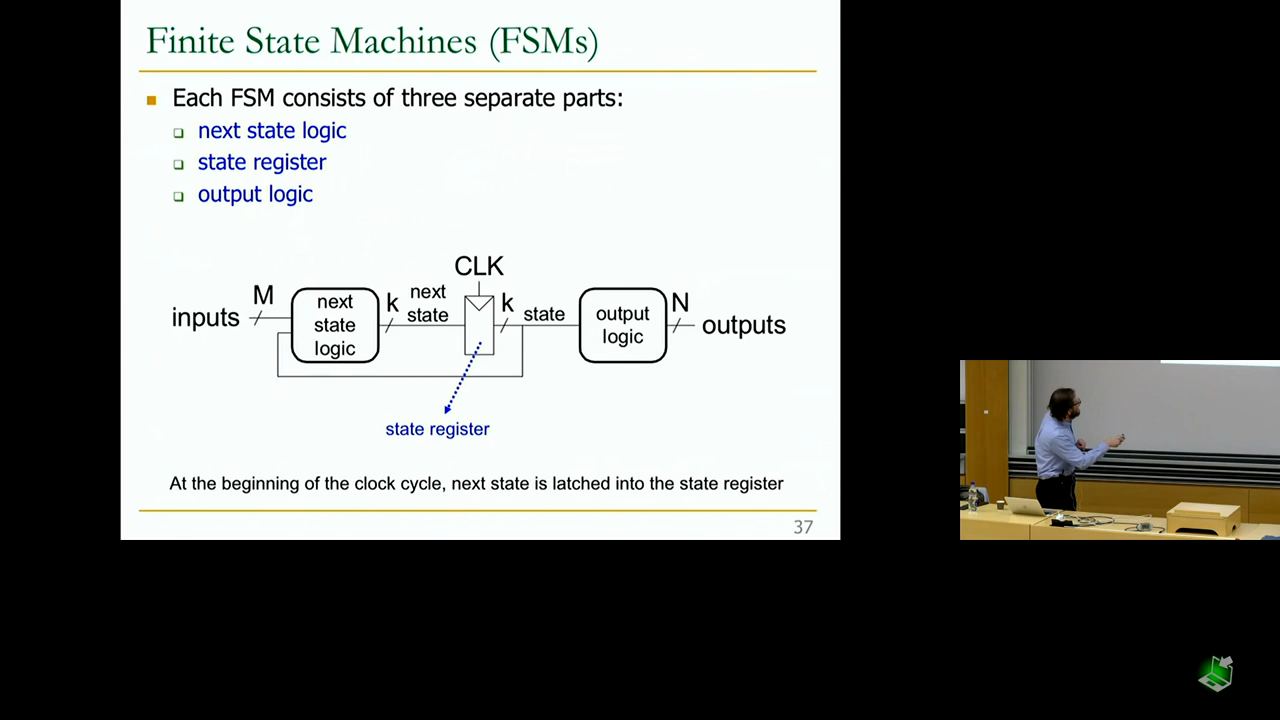 Finite State Machines (FSMs)
Each FSM consists of three separate parts:
next state logic
state register
output logic
CLK
inputs
M
next
state
logic
k
next
state
k
state
output
logic
N
outputs
state register
At the beginning of the clock cycle, next state is latched into the state register
37